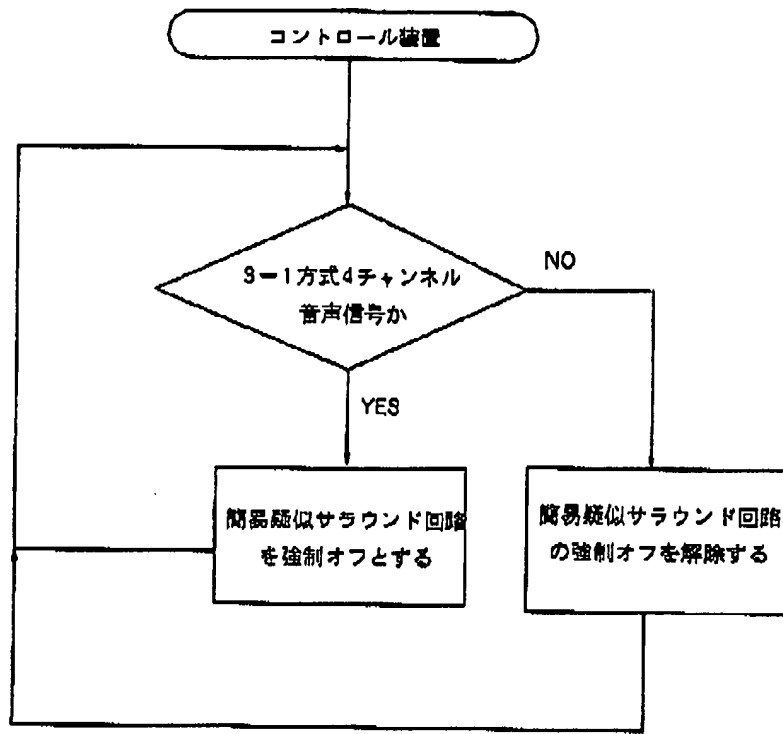 コントロール装置
3-1方式4チャンネル
音声信号か
NO
YES
簡易疑似サラウンド回路
を強制オフとする
簡易疑似サラウンド回路
の強制オフを解除する